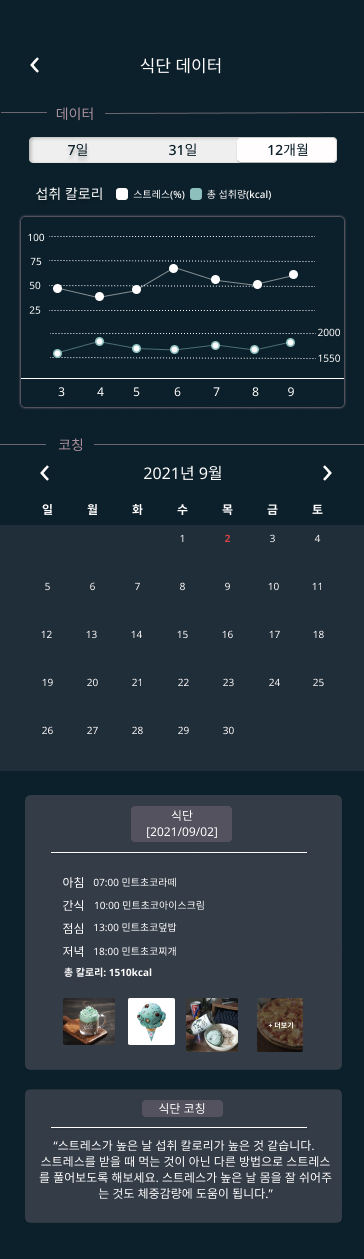 식단 데이터
데이터
7일 31일 12개월
섭취 칼로리 스트레스(%) 총 섭취량(kcal)
100
75
50
25
2000
1550
3 4 5 6 7 8 9
코칭
2021년 9월
일 월 화 수 목 금 토
1 2 3 4
5 6 7 8 9 10 11
12 13 14 15 16 17 18
19 20 21 22 23 24 25
26 27 28 29 30
식단
[2021/09/02]
아침 07:00 민트초코라떼
간식 10:00 민트초코아이스크림
점심 13:00 민트초코덮밥
저녁 18:00 민트초코찌개
총 칼로리: 1510kcal
+ 더보기
식단 코칭
“스트레스가 높은 날 섭취 칼로리가 높은 것 같습니다.
스트레스를 받을 때 먹는 것이 아닌 다른 방법으로 스트레스
를 풀어보도록 해보세요. 스트레스가 높은 날 몸을 잘 쉬어주
는 것도 체중감량에 도움이 됩니다.”